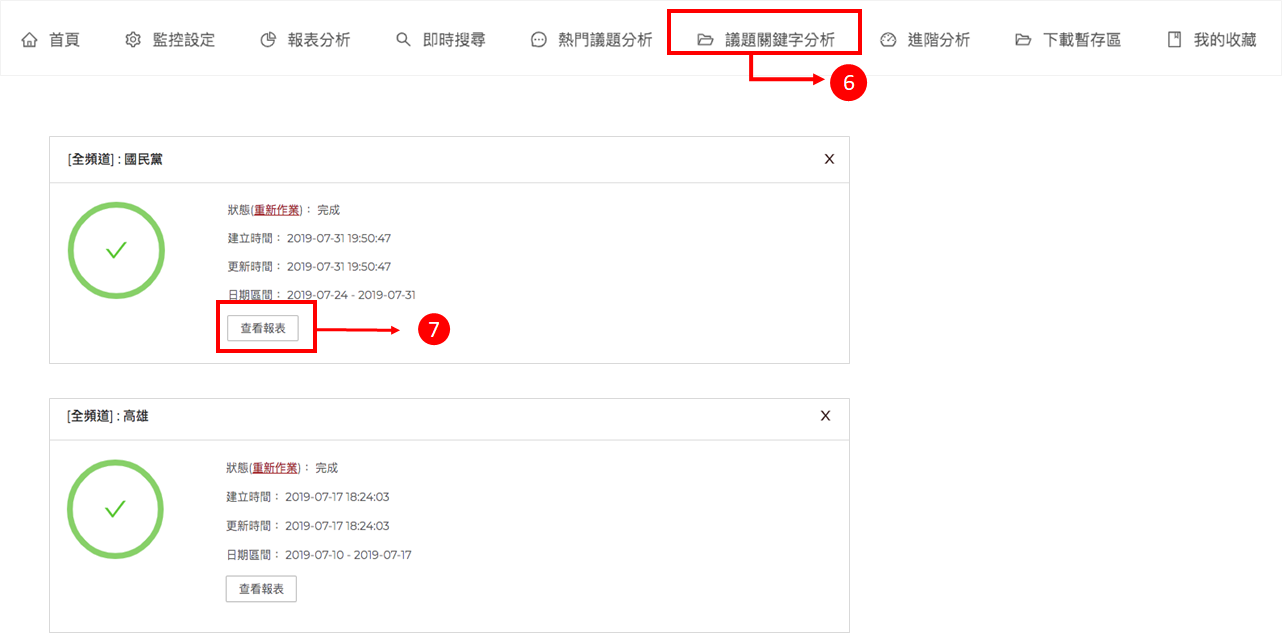 首頁 監控設定 報表分析 即時搜尋 熱門議題分析 議題關鍵字分析 進階分析 下載暫存區 我的收藏
6
[全頻道] : 國民黨 X
狀態(重新作業)： 完成
建立時間： 2019-07-31 19:50:47
更新時間： 2019-07-31 19:50:47
日期區間： 2019-07-24 - 2019-07-31
查看報表 7
[全頻道] : 高雄 X
狀態(重新作業)： 完成
建立時間： 2019-07-17 18:24:03
更新時間： 2019-07-17 18:24:03
日期區間： 2019-07-10 - 2019-07-17
查看報表